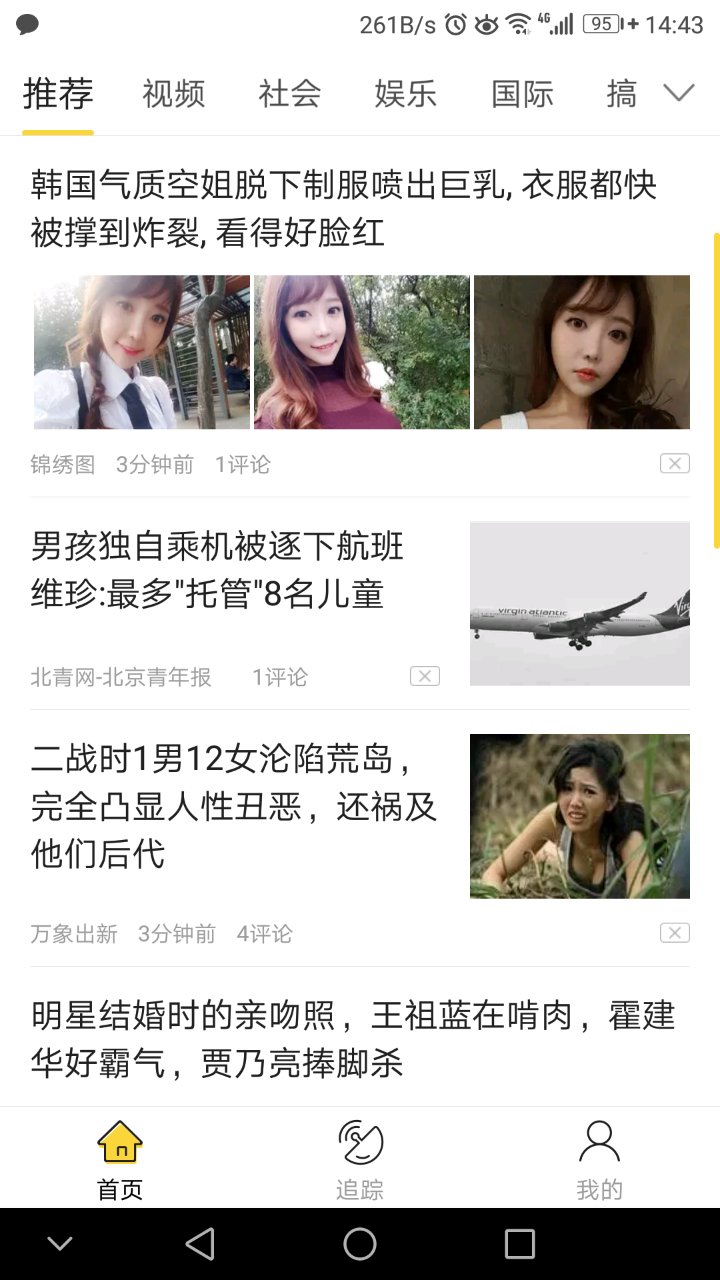 261B/s 4G 95 14:43
推荐 视频 社会 娱乐 国际 搞
韩国气质空姐脱下制服喷出巨乳, 衣服都快
被撑到炸裂, 看得好脸红
锦绣图 3分钟前 1评论
男孩独自乘机被逐下航班
维珍:最多"托管"8名儿童
virgin atlantic
北青网-北京青年报 1评论
二战时1男12女沦陷荒岛，
完全凸显人性丑恶，还祸及
他们后代
万象出新 3分钟前 4评论
明星结婚时的亲吻照，王祖蓝在啃肉，霍建
华好霸气，贾乃亮捧脚杀
首页 追踪 我的